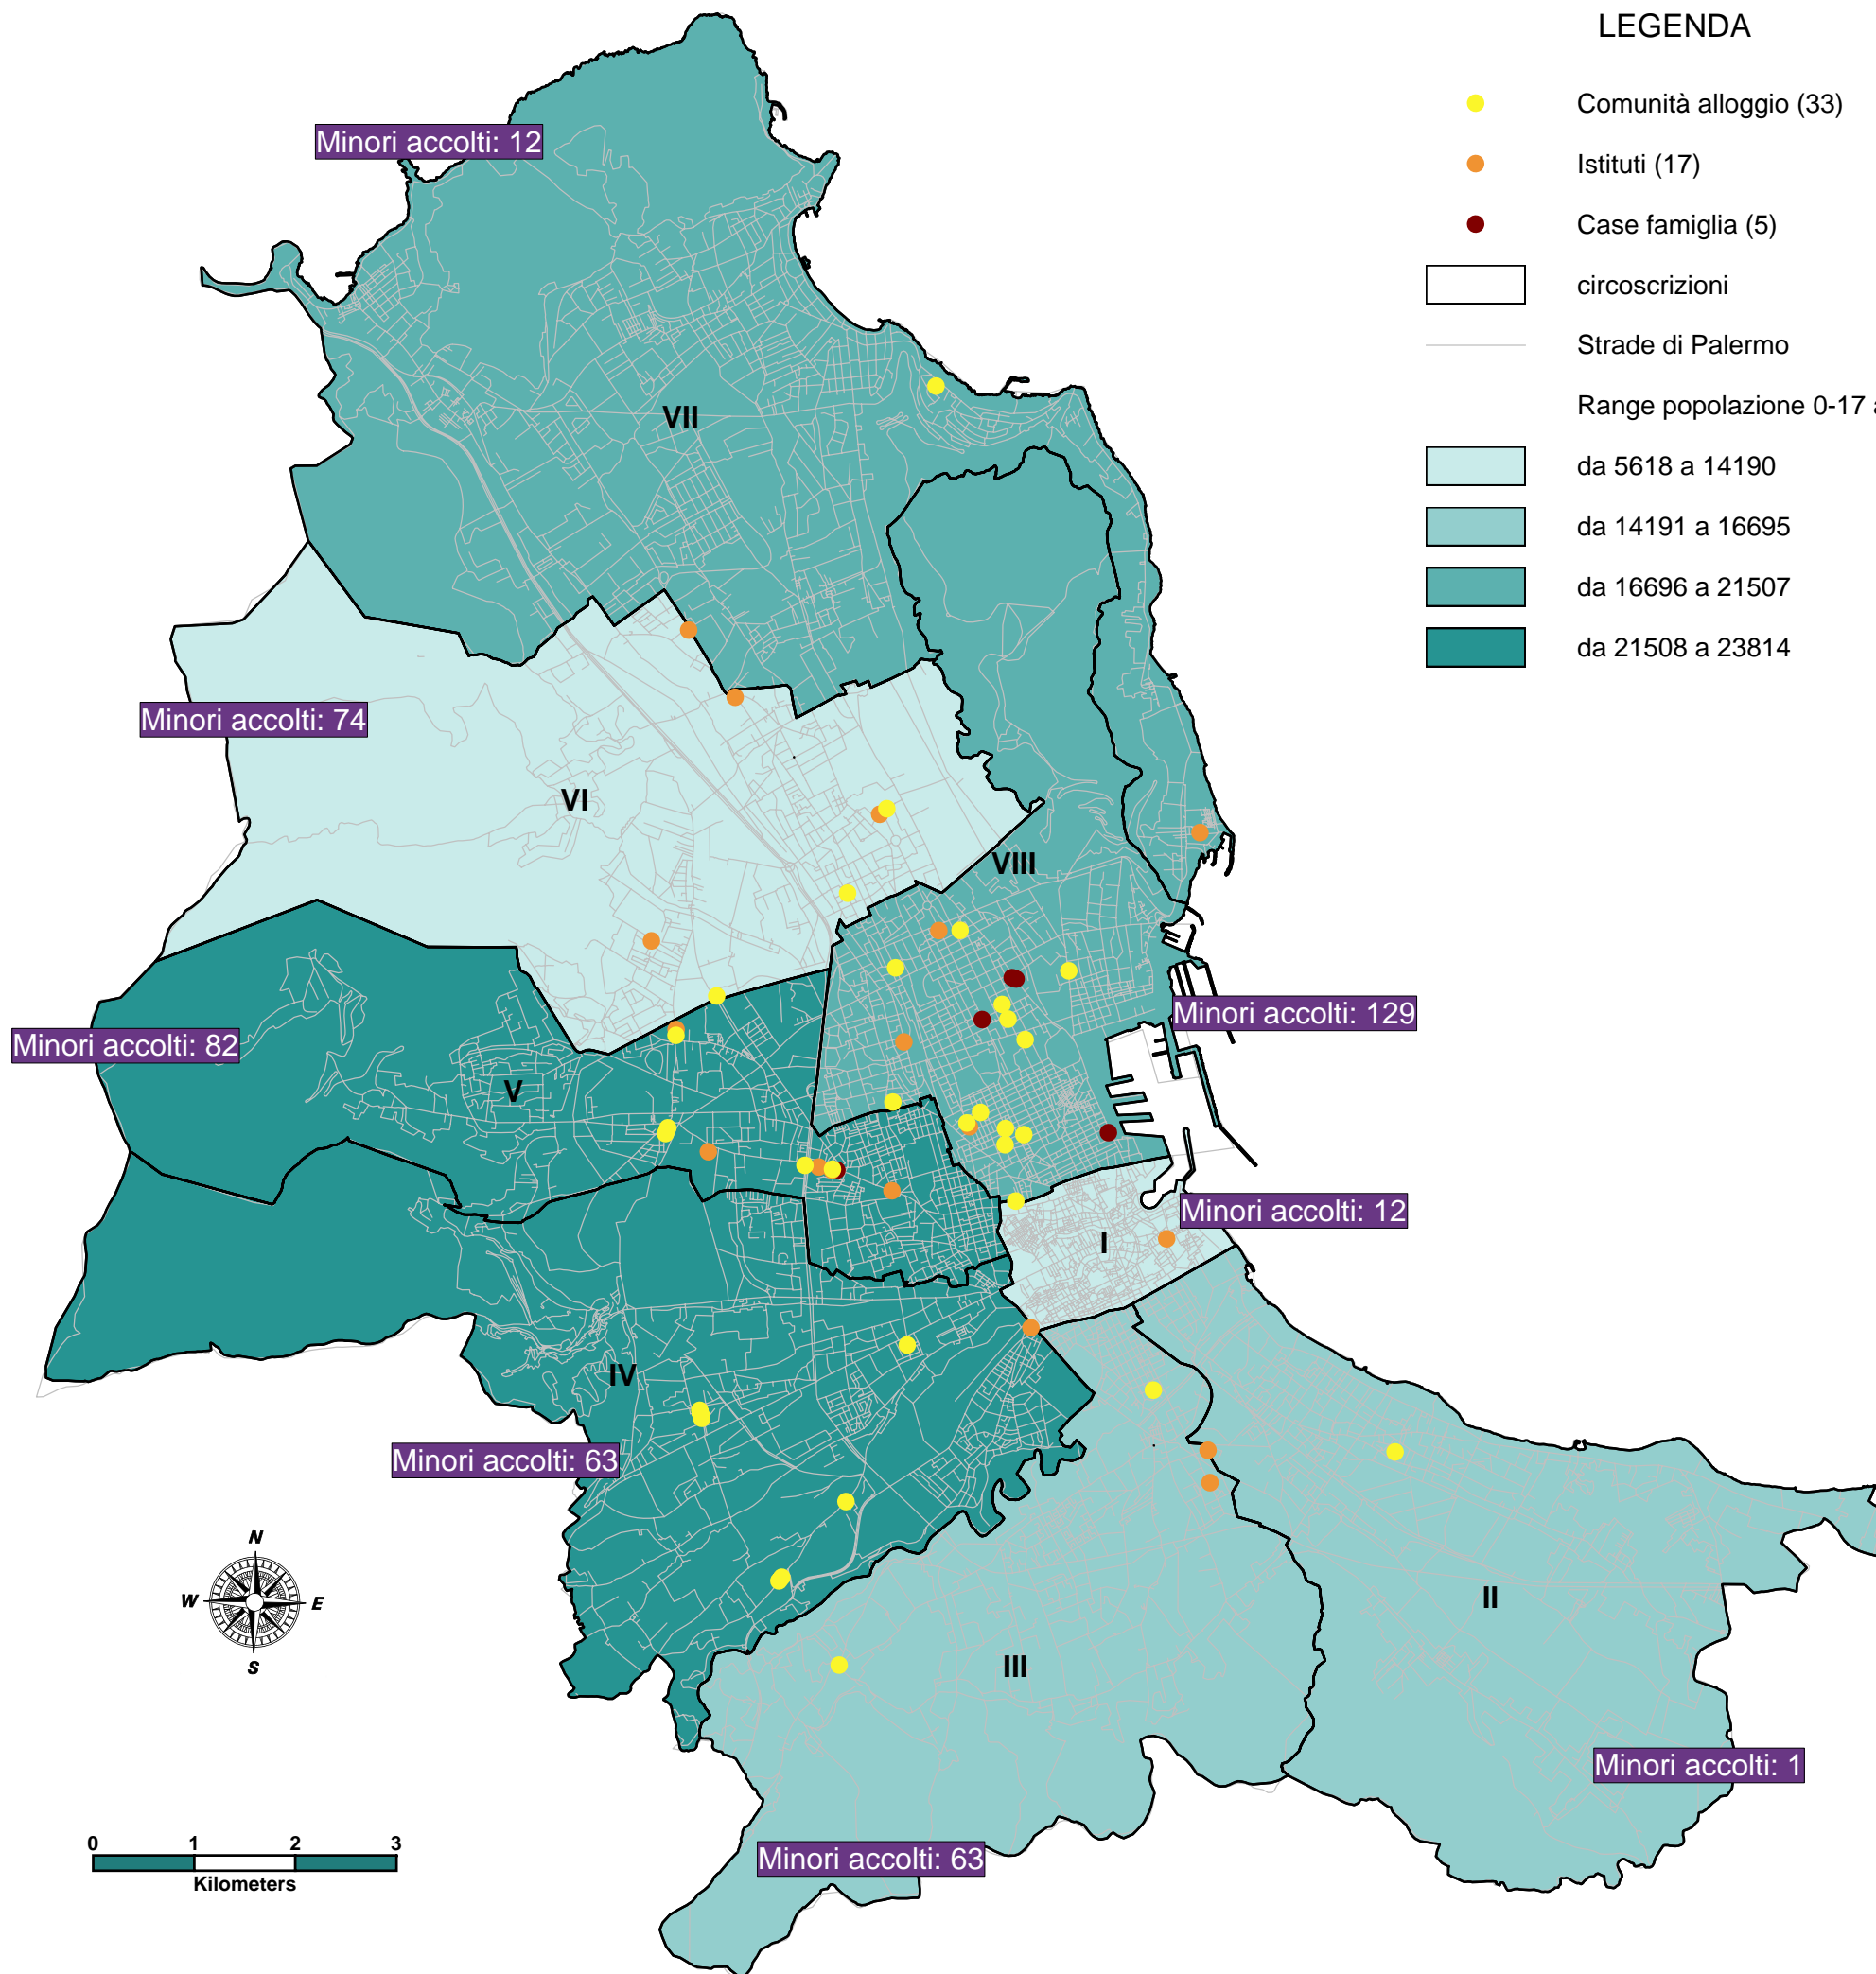 LEGENDA
Comunità alloggio (33)
Istituti (17)
Case famiglia (5)
circoscrizioni
Strade di Palermo
Range popolazione 0-17
da 5618 a 14190
da 14191 a 16695
da 16696 a 21507
da 21508 a 23814
Minori accolti: 12
VII
Minori accolti: 74
VI
VIII
Minori accolti: 129
Minori accolti: 82
V
Minori accolti: 12
I
IV
Minori accolti: 63
N
W
E
S
II
III
Minori accolti: 1
Minori accolti: 63
0 1 2 3
Kilometers